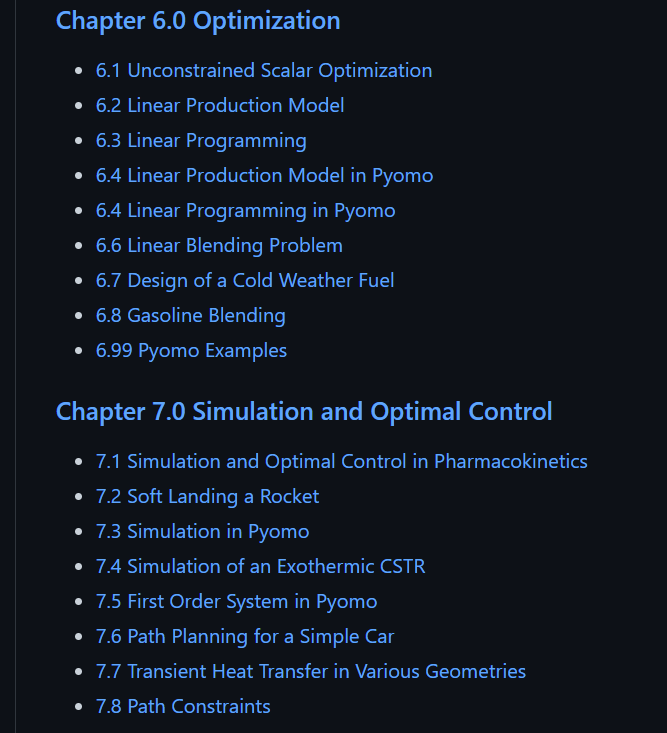 Chapter 6.0 Optimization
6.1 Unconstrained Scalar Optimization
6.2 Linear Production Model
6.3 Linear Programming
6.4 Linear Production Model in Pyomo
6.4 Linear Programming in Pyomo
6.6 Linear Blending Problem
6.7 Design of a Cold Weather Fuel
6.8 Gasoline Blending
6.99 Pyomo Examples
Chapter 7.0 Simulation and Optimal Control
7.1 Simulation and Optimal Control in Pharmacokinetics
7.2 Soft Landing a Rocket
7.3 Simulation in Pyomo
7.4 Simulation of an Exothermic CSTR
7.5 First Order System in Pyomo
7.6 Path Planning for a Simple Car
7.7 Transient Heat Transfer in Various Geometries
7.8 Path Constraints